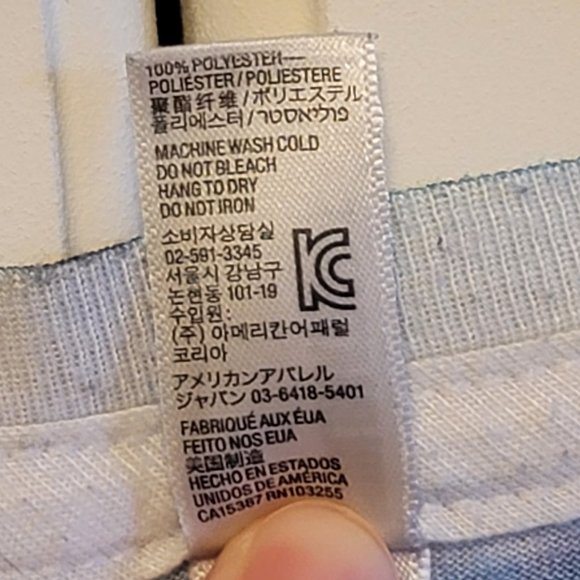 100% POLYESTER
POLIÉSTER/POLIESTERE
聚酯纤维/ポリエステル
폴리에스터/פוליאסטר
MACHINE WASH COLD
DO NOT BLEACH
HANG TO DRY
DO NOT IRON
소비자상담실
02-591-3345
서울시 강남구
논현동 101-19
수입원:
(주) 아메리칸어패럴
코리아
KC
アメリカンアパレル
ジャパン 03-6418-5401
FABRIQUÉ AUX ÉUA
FEITO NOS EUA
美国制造
HECHO EN ESTADOS
UNIDOS DE AMÉRICA
CA15387 RN103255